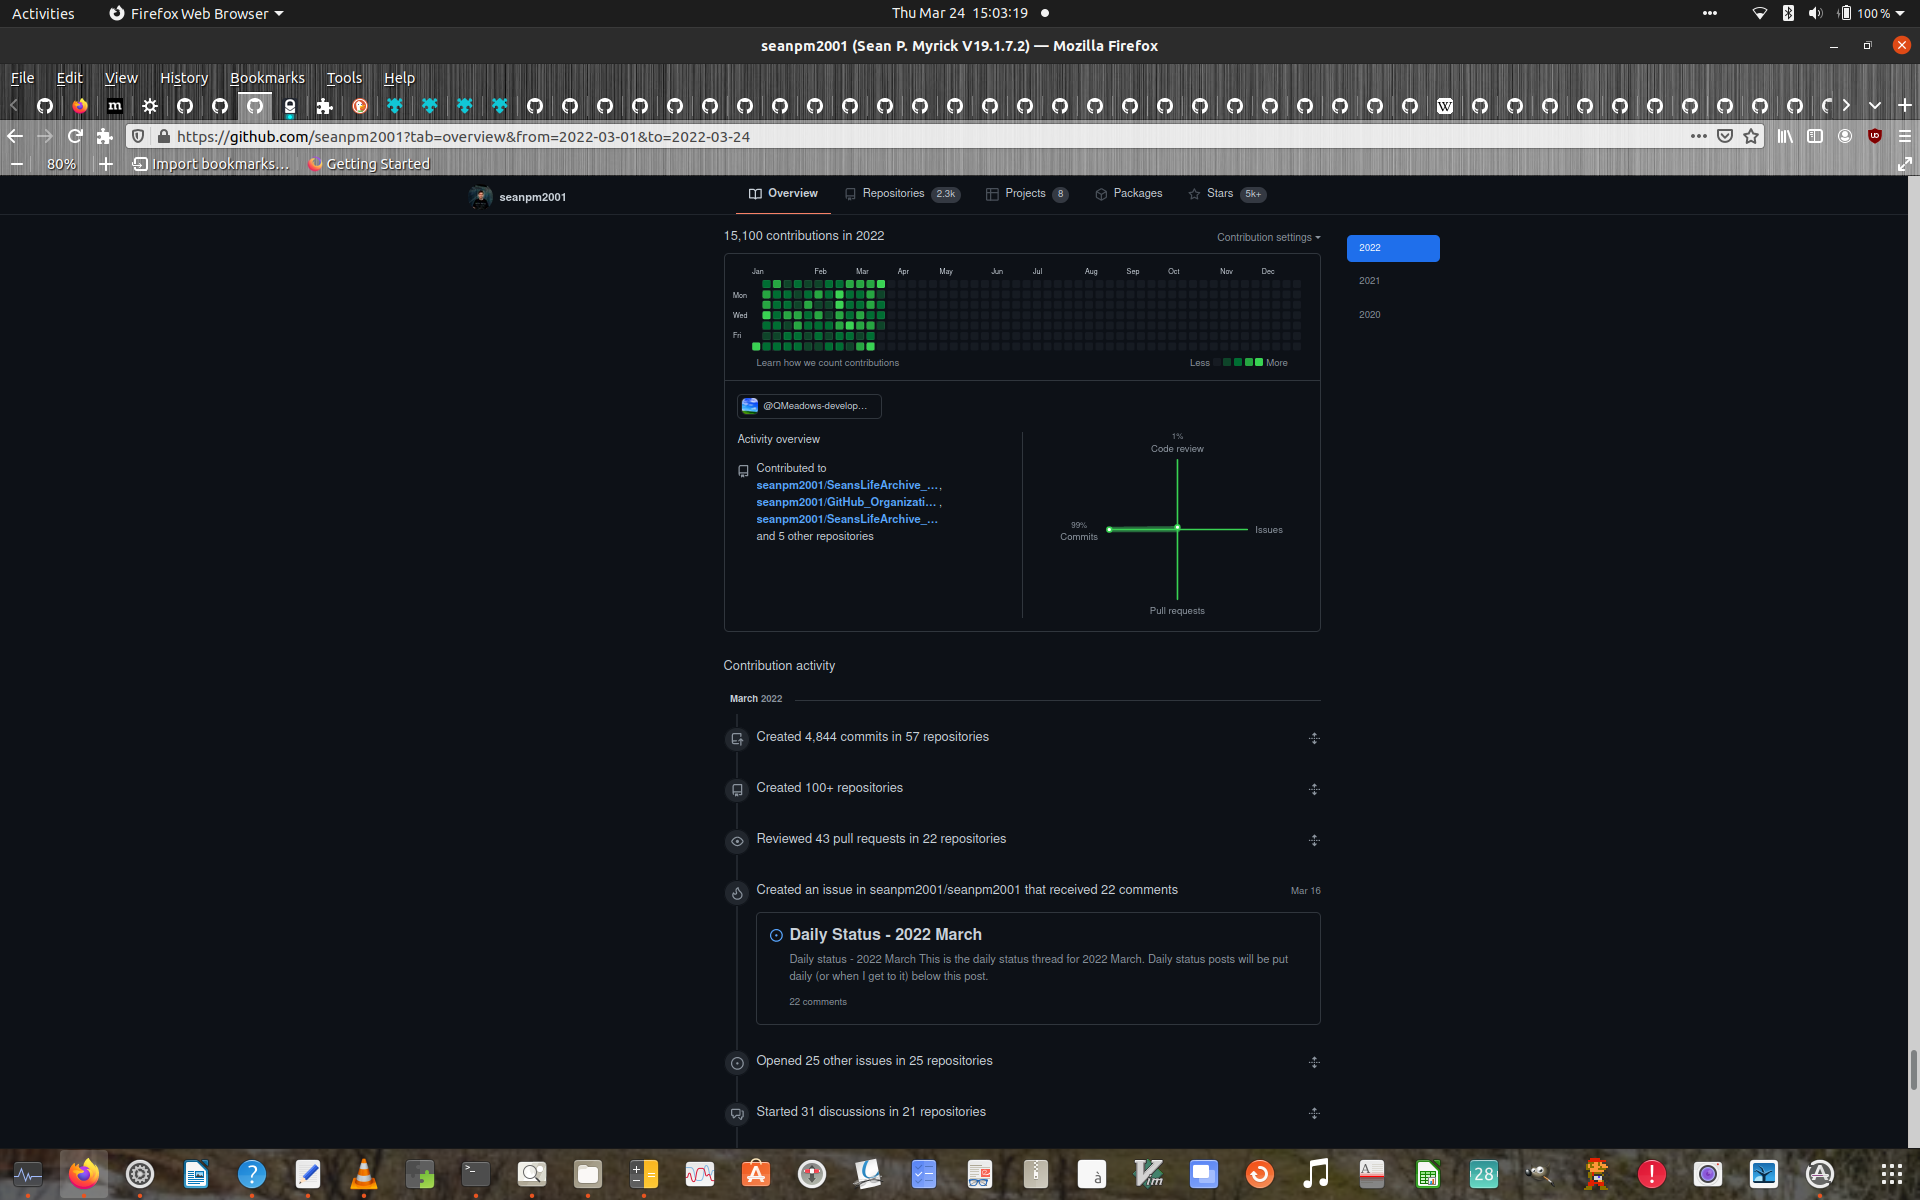 Activities
Firefox Web Browser
Thu Mar 24 15:03:19
100 %
seanpm2001 (Sean P. Myrick V19.1.7.2) — Mozilla Firefox
File Edit View History Bookmarks Tools Help
https://github.com/seanpm2001?tab=overview&from=2022-03-01&to=2022-03-24
80%
Import bookmarks…
Getting Started
seanpm2001
Overview
Repositories 2.3k
Projects 8
Packages
Stars 5k+
15,100 contributions in 2022
Contribution settings
2022
2021
2020
Jan Feb Mar Apr May Jun Jul Aug Sep Oct Nov Dec
Mon
Wed
Fri
Learn how we count contributions
Less More
@QMeadows-develop…
Activity overview
Contributed to
seanpm2001/SeansLifeArchive_…,
seanpm2001/GitHub_Organizati… ,
seanpm2001/SeansLifeArchive_…
and 5 other repositories
1%
Code review
99%
Commits
Issues
Pull requests
Contribution activity
March 2022
Created 4,844 commits in 57 repositories
Created 100+ repositories
Reviewed 43 pull requests in 22 repositories
Created an issue in seanpm2001/seanpm2001 that received 22 comments
Mar 16
Daily Status - 2022 March
Daily status - 2022 March This is the daily status thread for 2022 March. Daily status posts will be put
daily (or when I get to it) below this post.
22 comments
Opened 25 other issues in 25 repositories
Started 31 discussions in 21 repositories
28